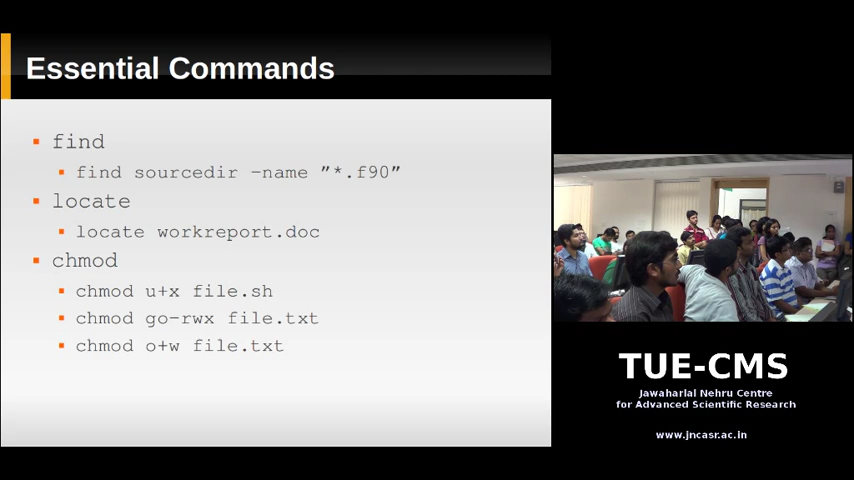 Essential Commands
find
find sourcedir -name ”*.f90”
locate
locate workreport.doc
chmod
chmod u+x file.sh
chmod go-rwx file.txt
chmod o+w file.txt
TUE-CMS
Jawaharlal Nehru Centre
for Advanced Scientific Research
www.jncasr.ac.in